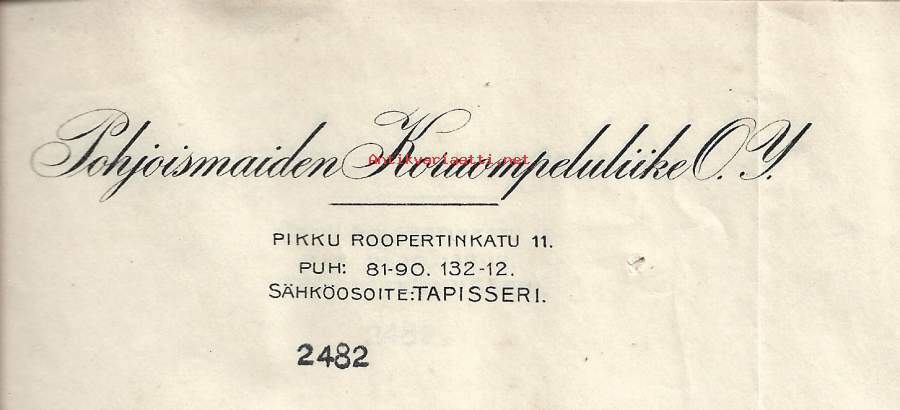 Pohjoismaiden Koruompeluliike O. Y.
Antikvariaatti.net
PIKKU ROOPERTINKATU 11.
PUH: 81-90. 132-12.
SÄHKÖOSOITE: TAPISSERI.
2482